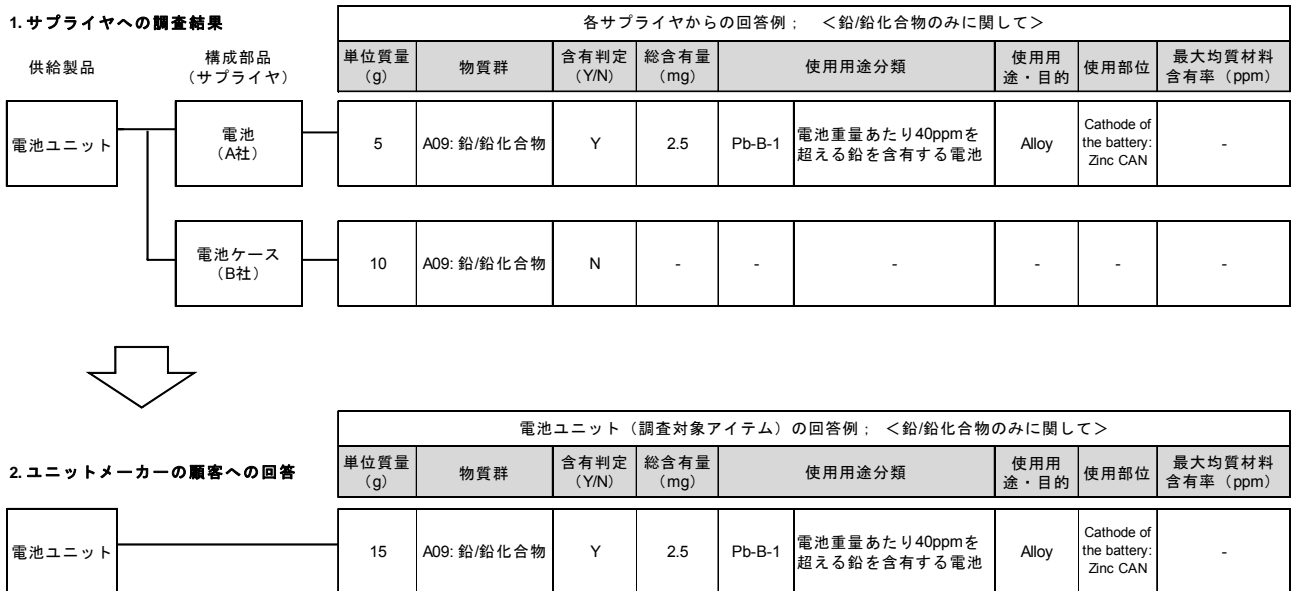 1. サプライヤへの調査結果
各サプライヤからの回答例； ＜鉛/鉛化合物のみに関して＞
供給製品
構成部品
（サプライヤ）
単位質量
（g）
物質群
含有判定
（Y/N）
総含有量
（mg）
使用用途分類
使用用
途・目的
使用部位
最大均質材料
含有率（ppm）
電池ユニット
電池
（A社）
5
A09: 鉛/鉛化合物
Y
2.5
Pb-B-1
電池重量あたり40ppmを
超える鉛を含有する電池
Alloy
Cathode of
the battery:
Zinc CAN
-
電池ケース
（B社）
10
A09: 鉛/鉛化合物
N
-
-
-
-
-
-
電池ユニット（調査対象アイテム）の回答例； ＜鉛/鉛化合物のみに関して＞
2. ユニットメーカーの顧客への回答
単位質量
（g）
物質群
含有判定
（Y/N）
総含有量
（mg）
使用用途分類
使用用
途・目的
使用部位
最大均質材料
含有率（ppm）
電池ユニット
15
A09: 鉛/鉛化合物
Y
2.5
Pb-B-1
電池重量あたり40ppmを
超える鉛を含有する電池
Alloy
Cathode of
the battery:
Zinc CAN
-